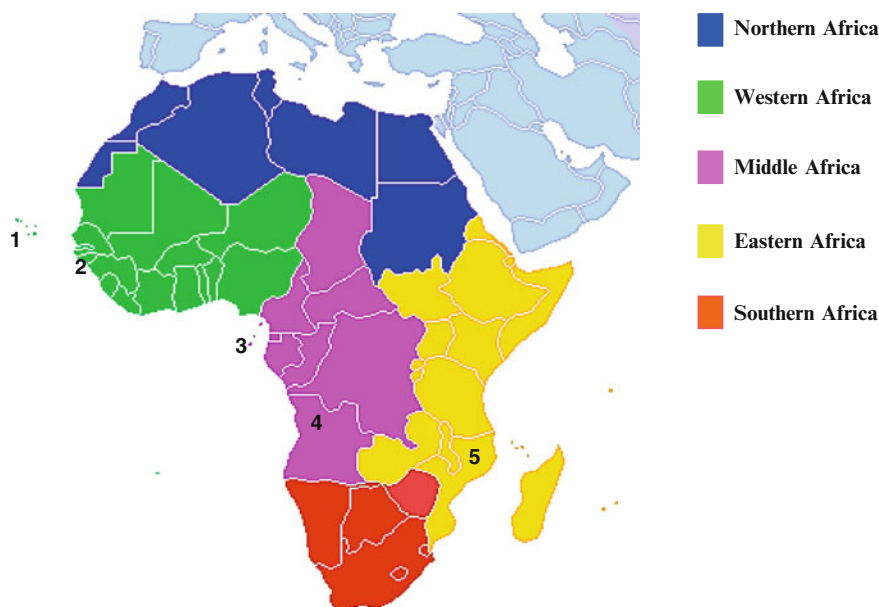 Northern Africa
Western Africa
Middle Africa
Eastern Africa
Southern Africa
1
2
3
4
5